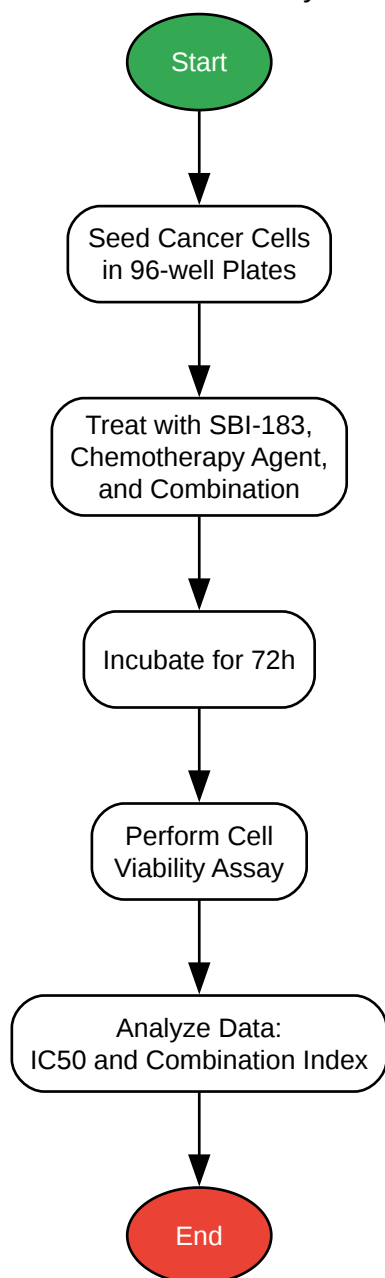 Start
Seed Cancer Cells
in 96-well Plates
Treat with SBI-183,
Chemotherapy Agent,
and Combination
Incubate for 72h
Perform Cell
Viability Assay
Analyze Data:
IC50 and Combination Index
End